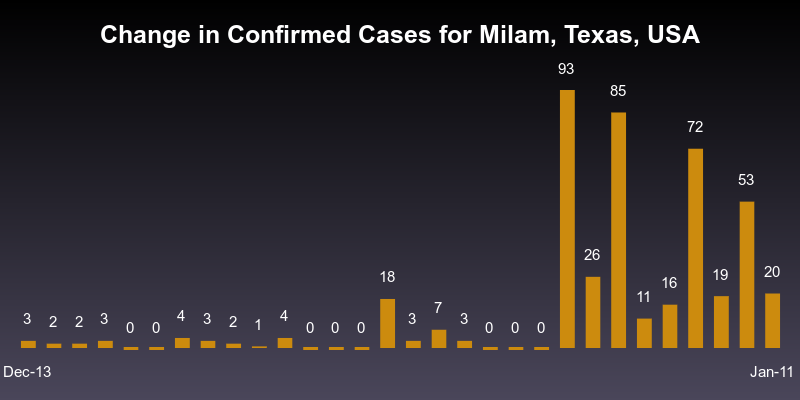 Change in Confirmed Cases for Milam, Texas, USA
3 2 2 3 0 0 4 3 2 1 4 0 0 0 18 3 7 3 0 0 0 93 26 85 11 16 72 19 53 20
Dec-13 Jan-11